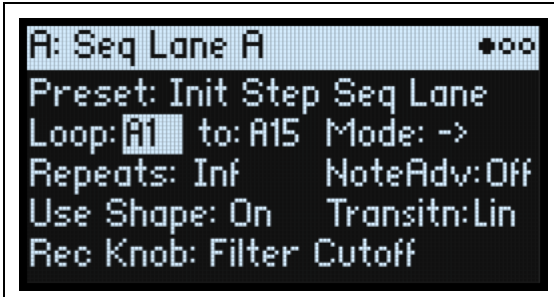 A: Seq Lane A
Preset: Init Step Seq Lane
Loop: A1 to: A15 Mode: ->
Repeats: Inf NoteAdv: Off
Use Shape: On Transitn: Lin
Rec Knob: Filter Cutoff